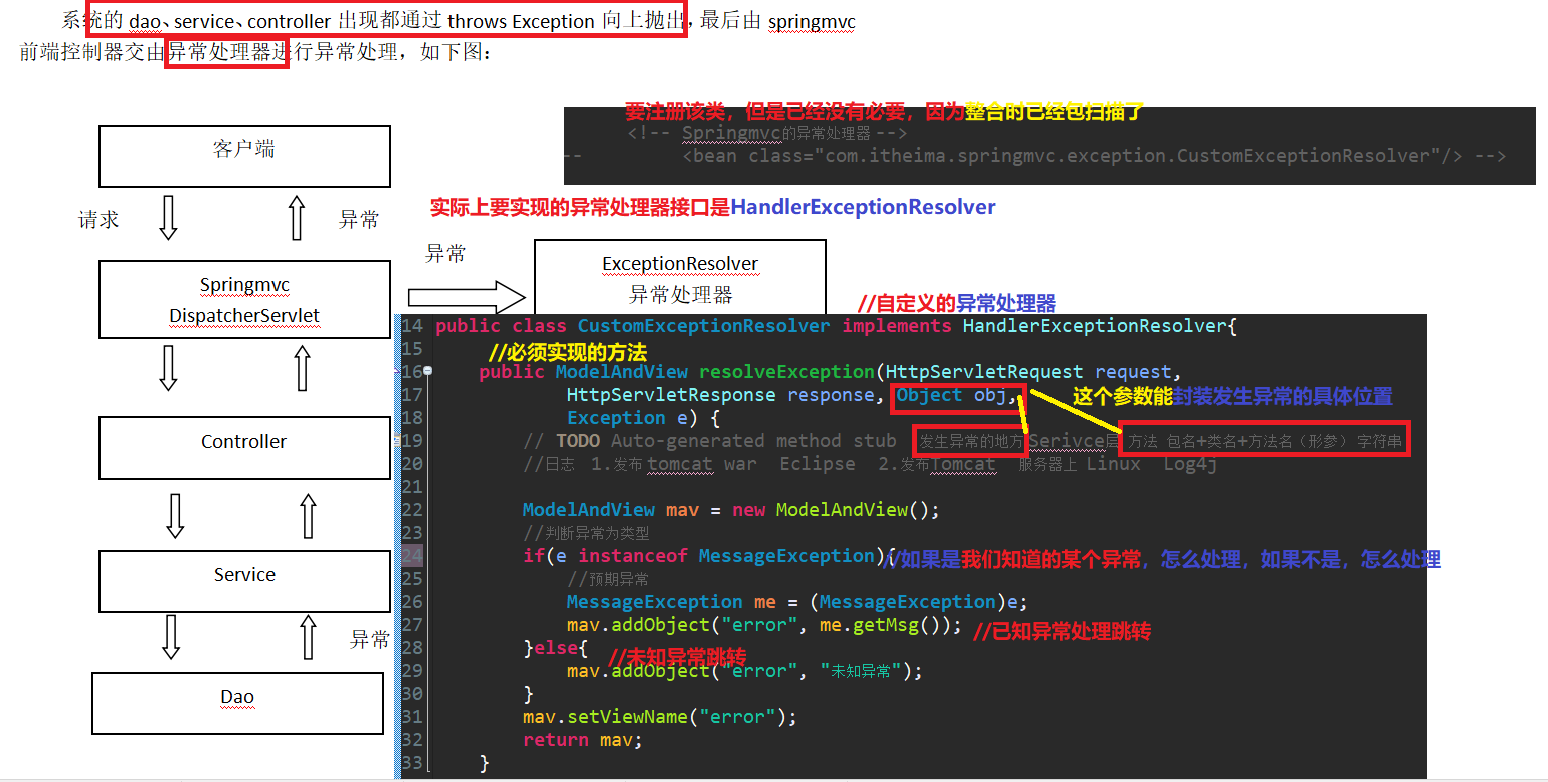 系统的 dao、service、controller 出现都通过 throws Exception 向上抛出，最后由 springmvc
前端控制器交由异常处理器进行异常处理，如下图：
要注册该类，但是已经没有必要，因为整合时已经包扫描了
<!-- Springmvc的异常处理器 -->
-- <bean class="com.itheima.springmvc.exception.CustomExceptionResolver"/> -->
客户端
请求
异常
实际上要实现的异常处理器接口是HandlerExceptionResolver
异常
Springmvc
DispatcherServlet
ExceptionResolver
异常处理器
//自定义的异常处理器
Controller
Service
异常
Dao
14 public class CustomExceptionResolver implements HandlerExceptionResolver{
15 //必须实现的方法
16 public ModelAndView resolveException(HttpServletRequest request,
17 HttpServletResponse response, Object obj, 这个参数能封装发生异常的具体位置
18 Exception e) {
19 // TODO Auto-generated method stub 发生异常的地方 Serivce层 方法 包名+类名+方法名（形参） 字符串
20 //日志 1.发布 tomcat war Eclipse 2.发布Tomcat 服务器上 Linux Log4j
21
22 ModelAndView mav = new ModelAndView();
23 //判断异常为类型
24 if(e instanceof MessageException){ //如果是我们知道的某个异常，怎么处理，如果不是，怎么处理
25 //预期异常
26 MessageException me = (MessageException)e;
27 mav.addObject("error", me.getMsg()); //已知异常处理跳转
28 }else{ //未知异常跳转
29 mav.addObject("error", "未知异常");
30 }
31 mav.setViewName("error");
32 return mav;
33 }